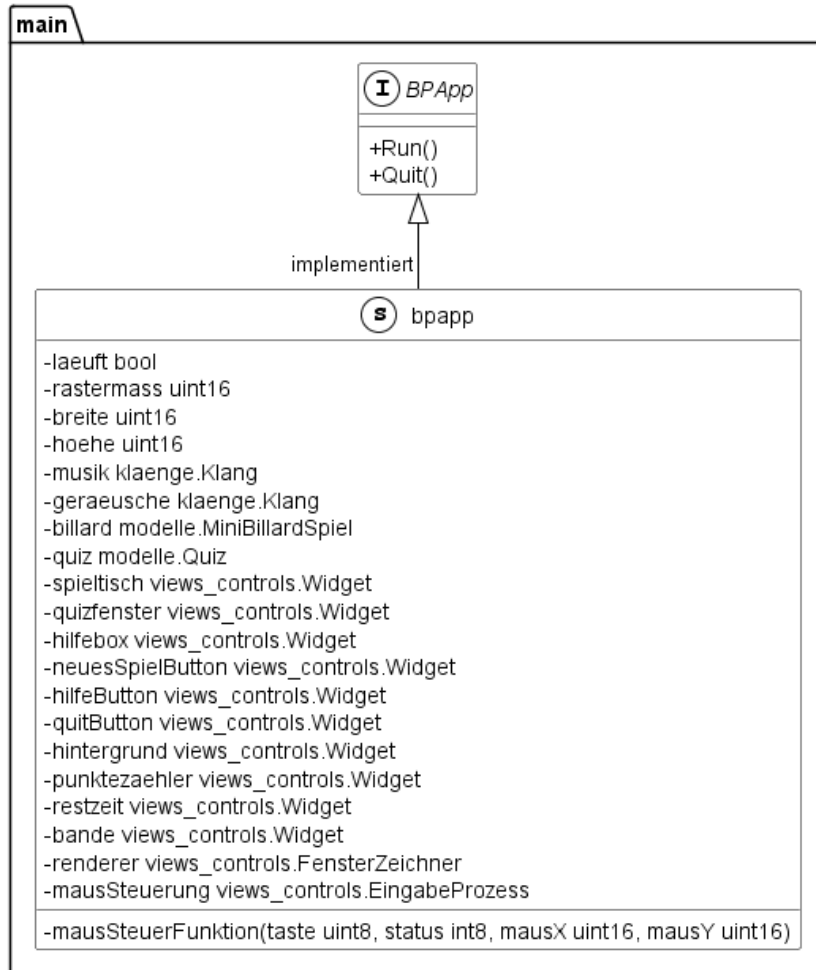 main
I BPApp
+Run()
+Quit()
implementiert
S bpapp
-laeuft bool
-rastermass uint16
-breite uint16
-hoehe uint16
-musik klaenge.Klang
-geraeusche klaenge.Klang
-billard modelle.MiniBillardSpiel
-quiz modelle.Quiz
-spieltisch views_controls.Widget
-quizfenster views_controls.Widget
-hilfebox views_controls.Widget
-neuesSpielButton views_controls.Widget
-hilfeButton views_controls.Widget
-quitButton views_controls.Widget
-hintergrund views_controls.Widget
-punktezaehler views_controls.Widget
-restzeit views_controls.Widget
-bande views_controls.Widget
-renderer views_controls.FensterZeichner
-mausSteuerung views_controls.EingabeProzess
-mausSteuerFunktion(taste uint8, status int8, mausX uint16, mausY uint16)